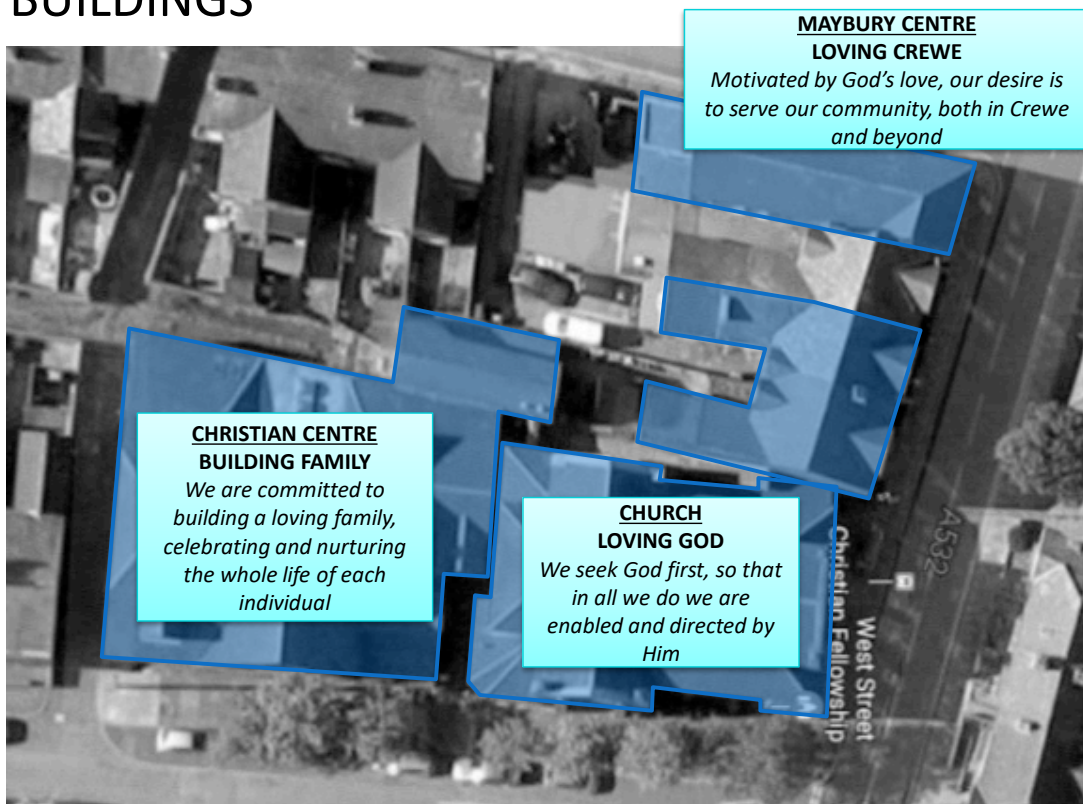 BUILDINGS
MAYBURY CENTRE
LOVING CREWE
Motivated by God's love, our desire is
to serve our community, both in Crewe
and beyond
CHRISTIAN CENTRE
BUILDING FAMILY
We are committed to
building a loving family,
celebrating and nurturing
the whole life of each
individual
CHURCH
LOVING GOD
We seek God first, so that
in all we do we are
enabled and directed by
Him
A532
West Street
Christian Fellowship